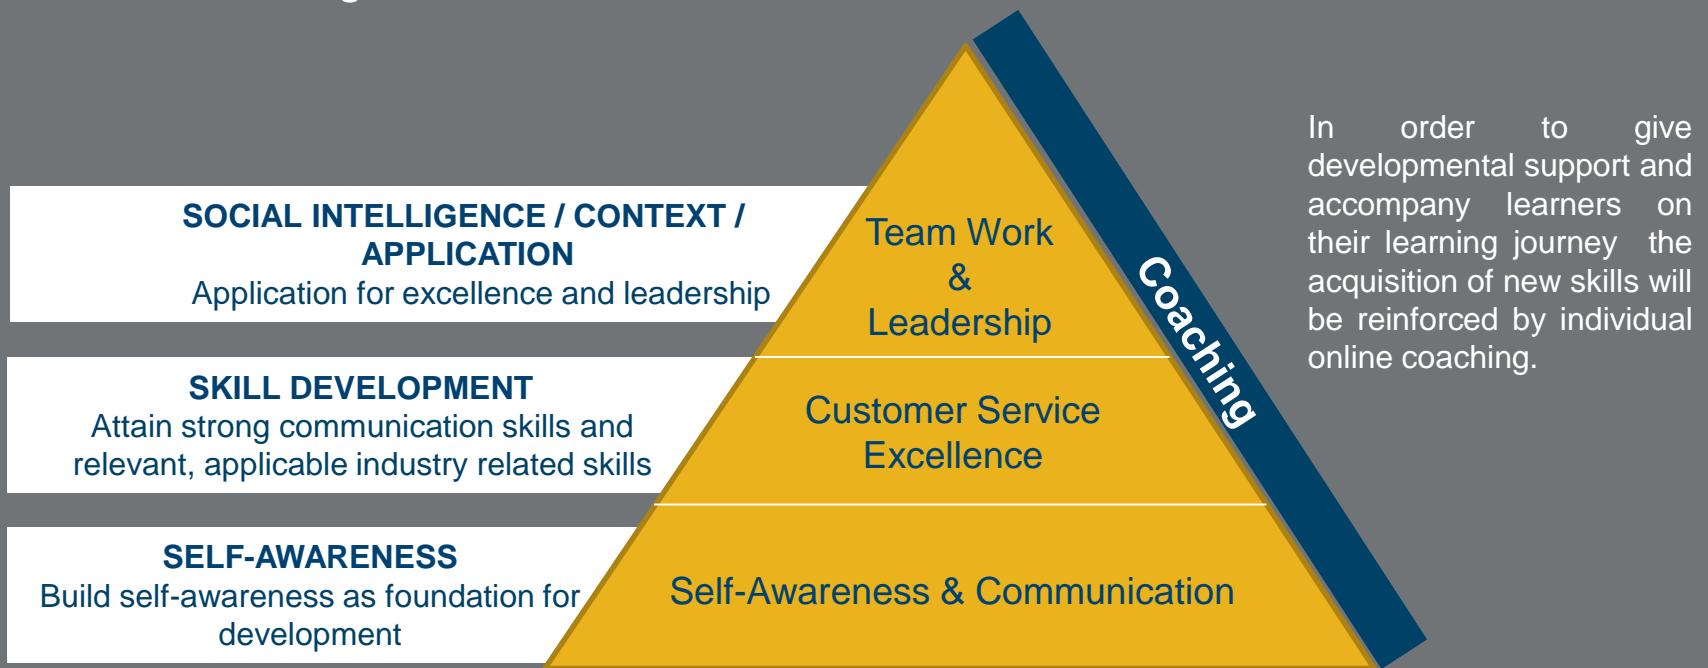 SOCIAL INTELLIGENCE / CONTEXT /
APPLICATION
Application for excellence and leadership
SKILL DEVELOPMENT
Attain strong communication skills and
relevant, applicable industry related skills
SELF-AWARENESS
Build self-awareness as foundation for
development
Team Work
&
Leadership
Customer Service
Excellence
Self-Awareness & Communication
Coaching
In order to give
developmental support and
accompany learners on
their learning journey the
acquisition of new skills will
be reinforced by individual
online coaching.